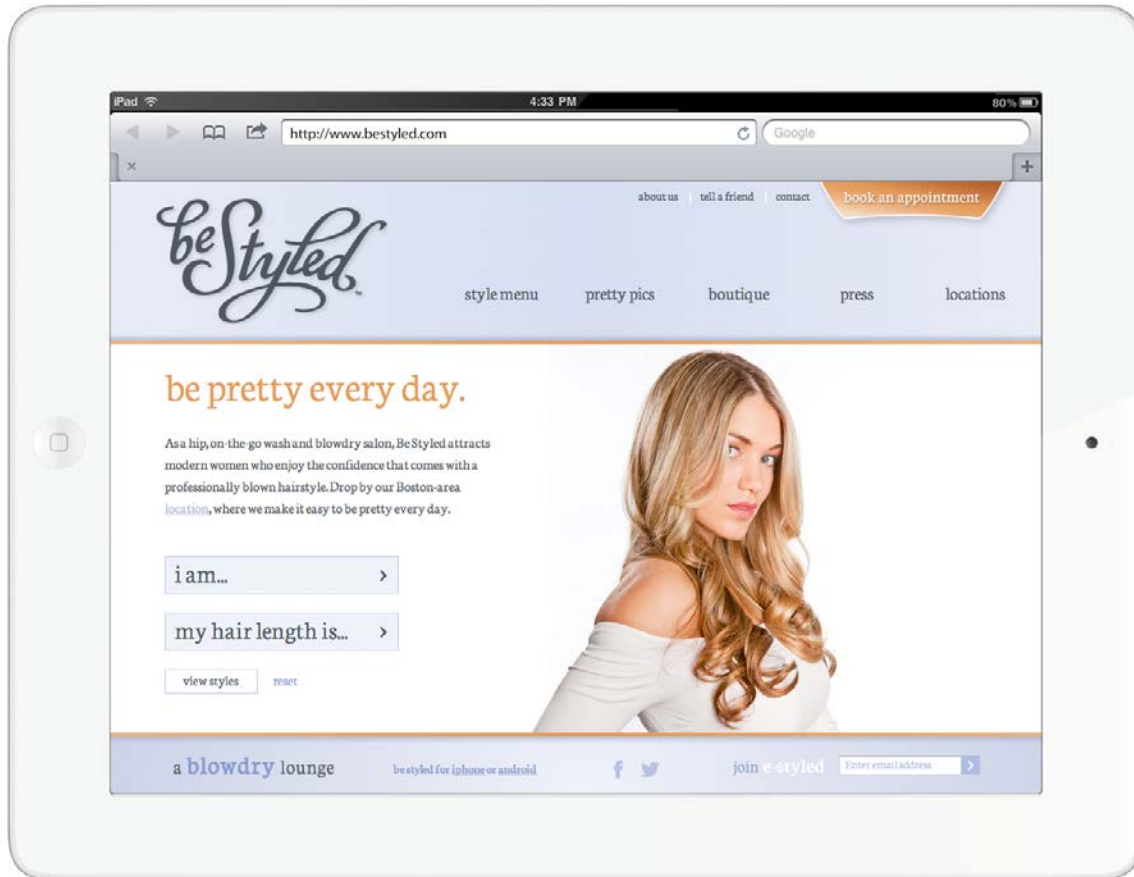 iPad
4:33 PM
80%
http://www.bestyled.com
Google
about us | tell a friend | contact
book an appointment
be Styled™
style menu
pretty pics
boutique
press
locations
be pretty every day.
As a hip, on-the-go wash and blowdry salon, Be Styled attracts
modern women who enjoy the confidence that comes with a
professionally blown hairstyle. Drop by our Boston-area
location, where we make it easy to be pretty every day.
i am...
my hair length is...
view styles
reset
a blowdry lounge
be styled for iphone or android
join e-styled
Enter email address